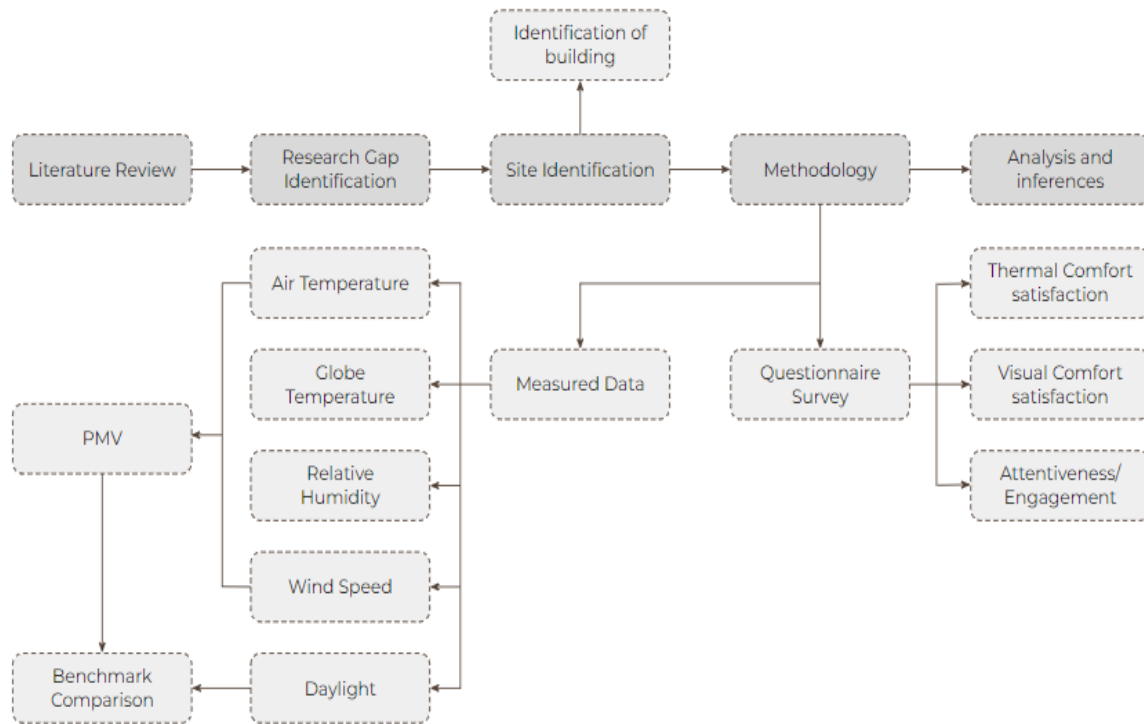 Identification of
building
Literature Review
Research Gap
Identification
Site Identification
Methodology
Analysis and
inferences
Air Temperature
Thermal Comfort
satisfaction
Globe
Temperature
Measured Data
Questionnaire
Survey
Visual Comfort
satisfaction
PMV
Relative
Humidity
Attentiveness/
Engagement
Wind Speed
Benchmark
Comparison
Daylight